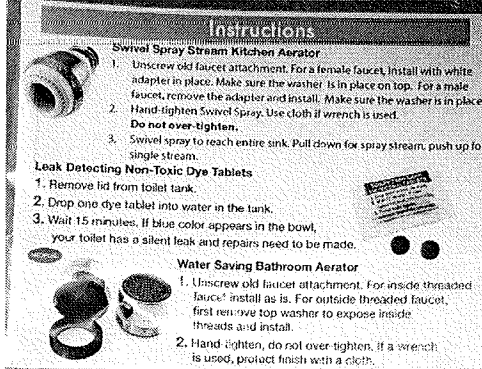 Instructions
Swivel Spray Stream Kitchen Aerator
1. Unscrew old faucet attachment. For a female faucet, install with white
adapter in place. Make sure the washer is in place on top. For a male
faucet, remove the adapter and install. Make sure the washer is in place
2. Hand-tighten Swivel Spray. Use cloth if wrench is used.
Do not over-tighten.
3. Swivel spray to reach entire sink. Pull down for spray stream, push up fo
single stream.
Leak Detecting Non-Toxic Dye Tablets
1. Remove lid from toilet tank.
2. Drop one dye tablet into water in the tank.
3. Wait 15 minutes. If blue color appears in the bowl,
your toilet has a silent leak and repairs need to be made.
Water Saving Bathroom Aerator
1. Unscrew old faucet attachment. For inside threaded
faucet install as is. For outside threaded faucet,
first remove top washer to expose inside
threads and install.
2. Hand-tighten, do not over-tighten. If a wrench
is used, protect finish with a cloth.